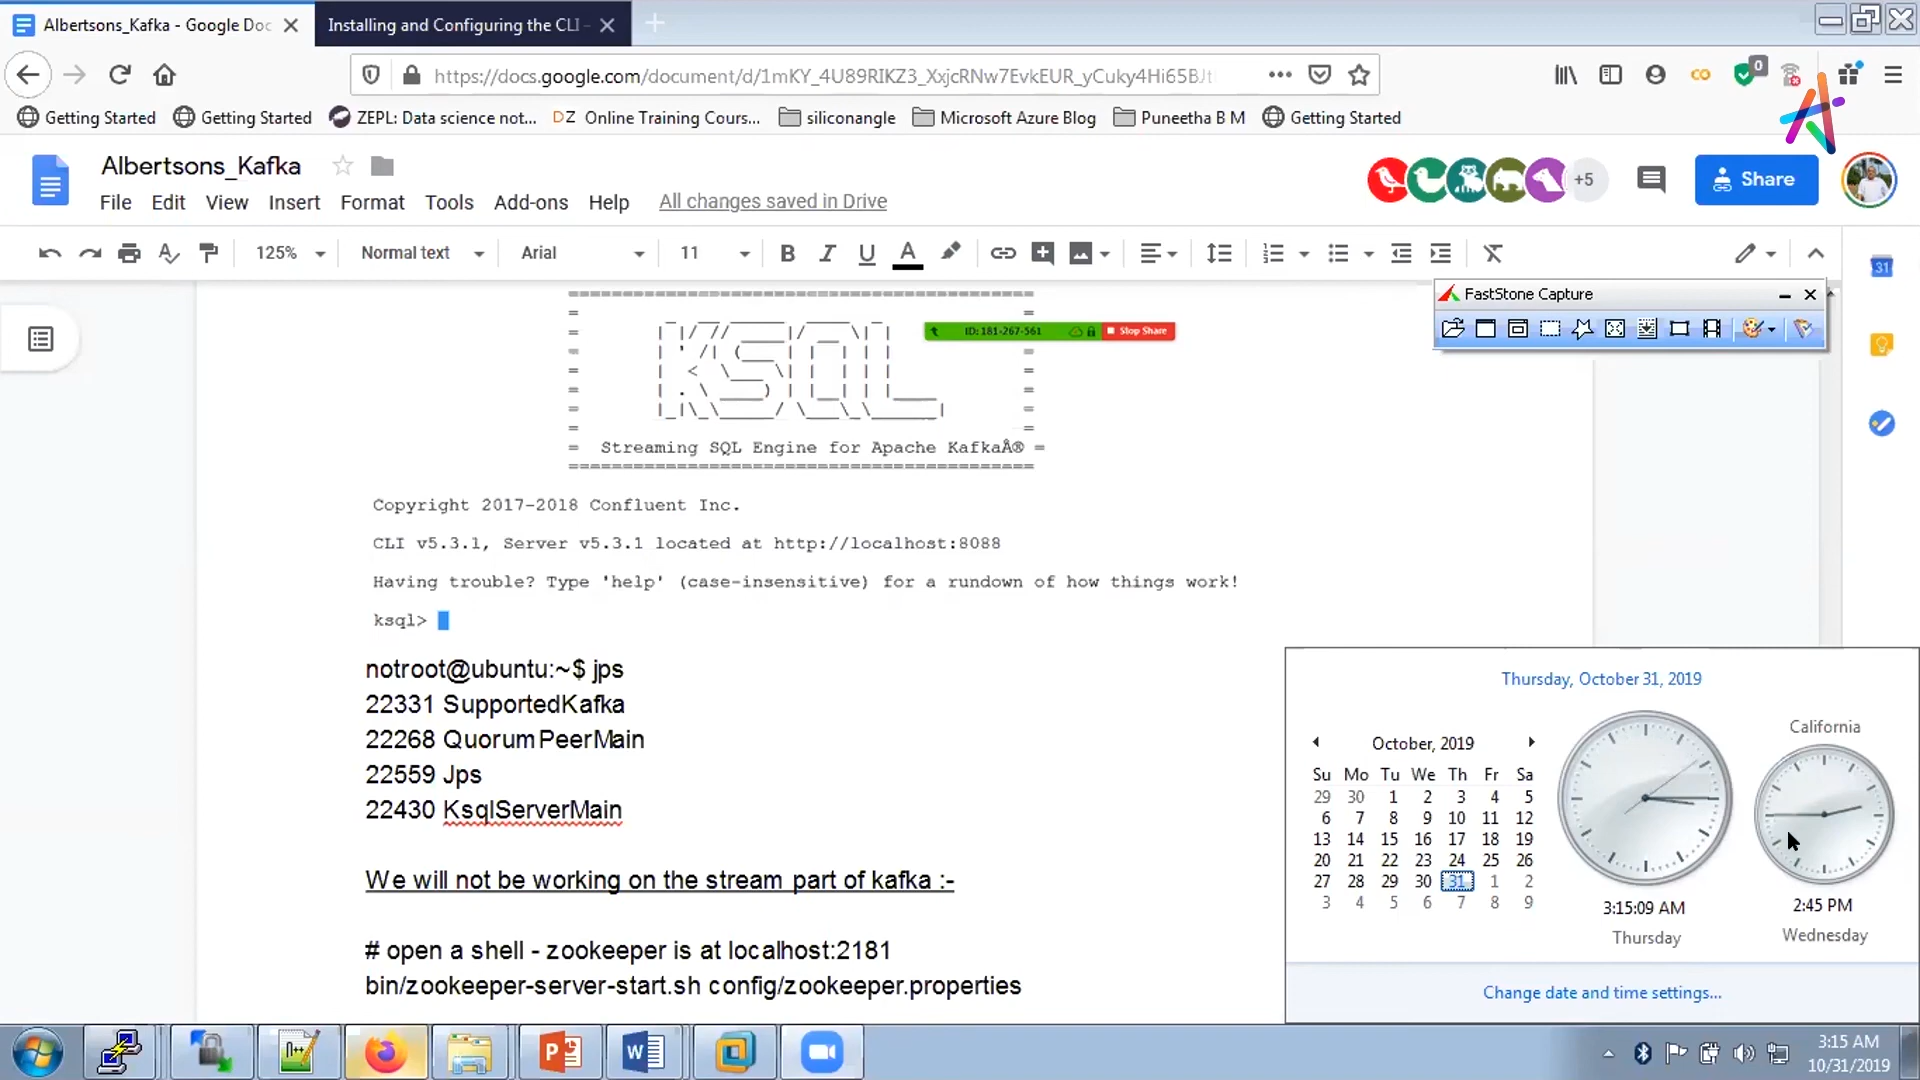 Albertsons_Kafka - Google Doc
Installing and Configuring the CLI -
https://docs.google.com/document/d/1mKY_4U89RIKZ3_XxjcRNw7EvkEUR_yCuky4Hi65BJt
0
Getting Started
Getting Started
ZEPL: Data science not...
DZ Online Training Cours...
siliconangle
Microsoft Azure Blog
Puneetha B M
Getting Started
Albertsons_Kafka
+5
Share
File Edit View Insert Format Tools Add-ons Help All changes saved in Drive
125% Normal text Arial 11 B I U A
31
FastStone Capture
ID: 181-267-561 Stop Share
KSQL
= Streaming SQL Engine for Apache KafkaÂ® =
===========================================
Copyright 2017-2018 Confluent Inc.
CLI v5.3.1, Server v5.3.1 located at http://localhost:8088
Having trouble? Type 'help' (case-insensitive) for a rundown of how things work!
ksql>
notroot@ubuntu:~$ jps
22331 SupportedKafka
22268 QuorumPeerMain
22559 Jps
22430 KsqlServerMain
We will not be working on the stream part of kafka :-
# open a shell - zookeeper is at localhost:2181
bin/zookeeper-server-start.sh config/zookeeper.properties
Thursday, October 31, 2019
October, 2019
Su Mo Tu We Th Fr Sa
29 30 1 2 3 4 5
6 7 8 9 10 11 12
13 14 15 16 17 18 19
20 21 22 23 24 25 26
27 28 29 30 31 1 2
3 4 5 6 7 8 9
3:15:09 AM
Thursday
California
2:45 PM
Wednesday
Change date and time settings...
3:15 AM
10/31/2019